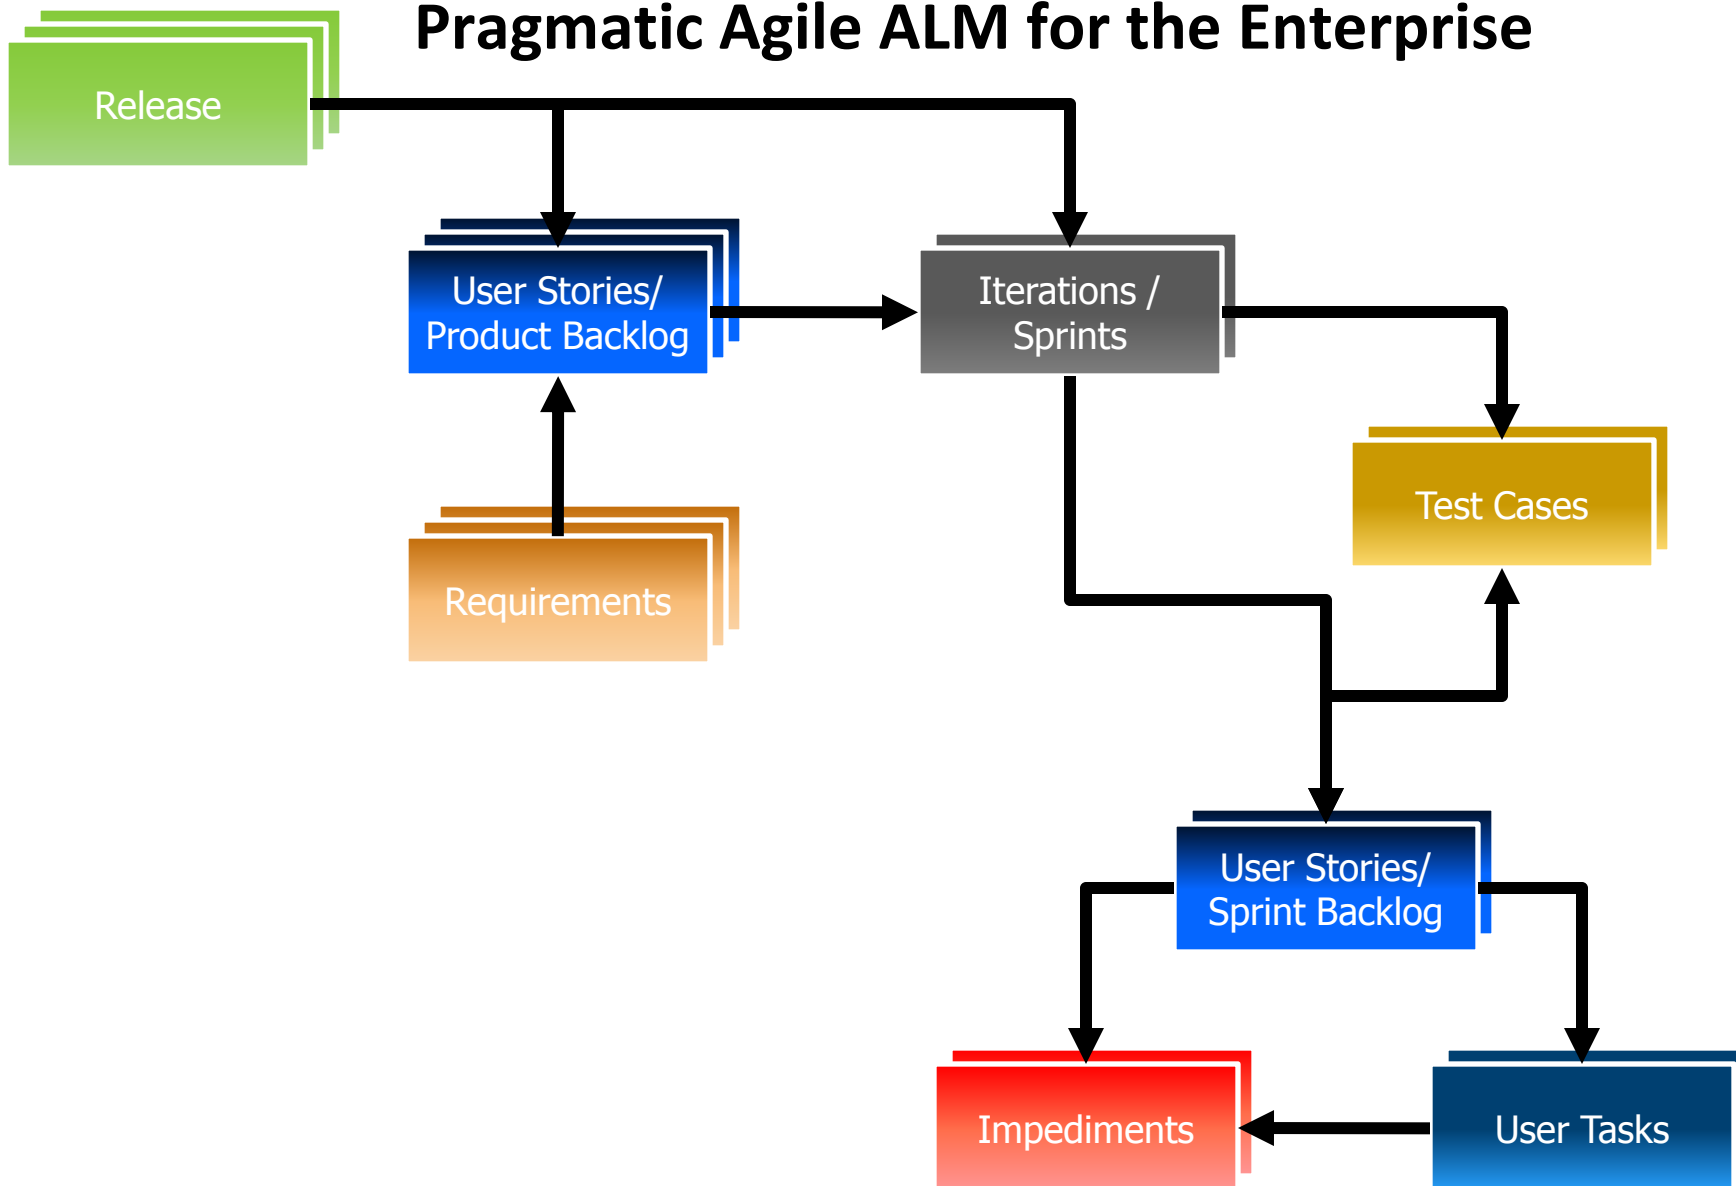 Pragmatic Agile ALM for the Enterprise
Release
User Stories/
Product Backlog
Iterations /
Sprints
Test Cases
Requirements
User Stories/
Sprint Backlog
Impediments
User Tasks